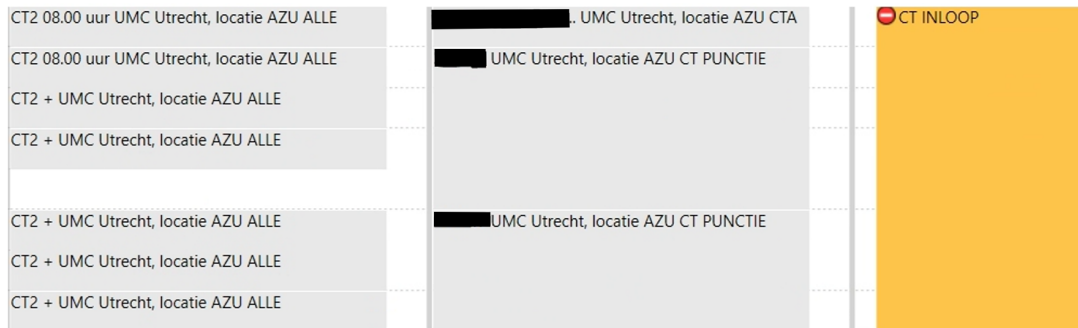 CT2 08.00 uur UMC Utrecht, locatie AZU ALLE
CT2 08.00 uur UMC Utrecht, locatie AZU ALLE
CT2 + UMC Utrecht, locatie AZU ALLE
CT2 + UMC Utrecht, locatie AZU ALLE
CT2 + UMC Utrecht, locatie AZU ALLE
CT2 + UMC Utrecht, locatie AZU ALLE
CT2 + UMC Utrecht, locatie AZU ALLE
.. UMC Utrecht, locatie AZU CTA
UMC Utrecht, locatie AZU CT PUNCTIE
UMC Utrecht, locatie AZU CT PUNCTIE
CT INLOOP